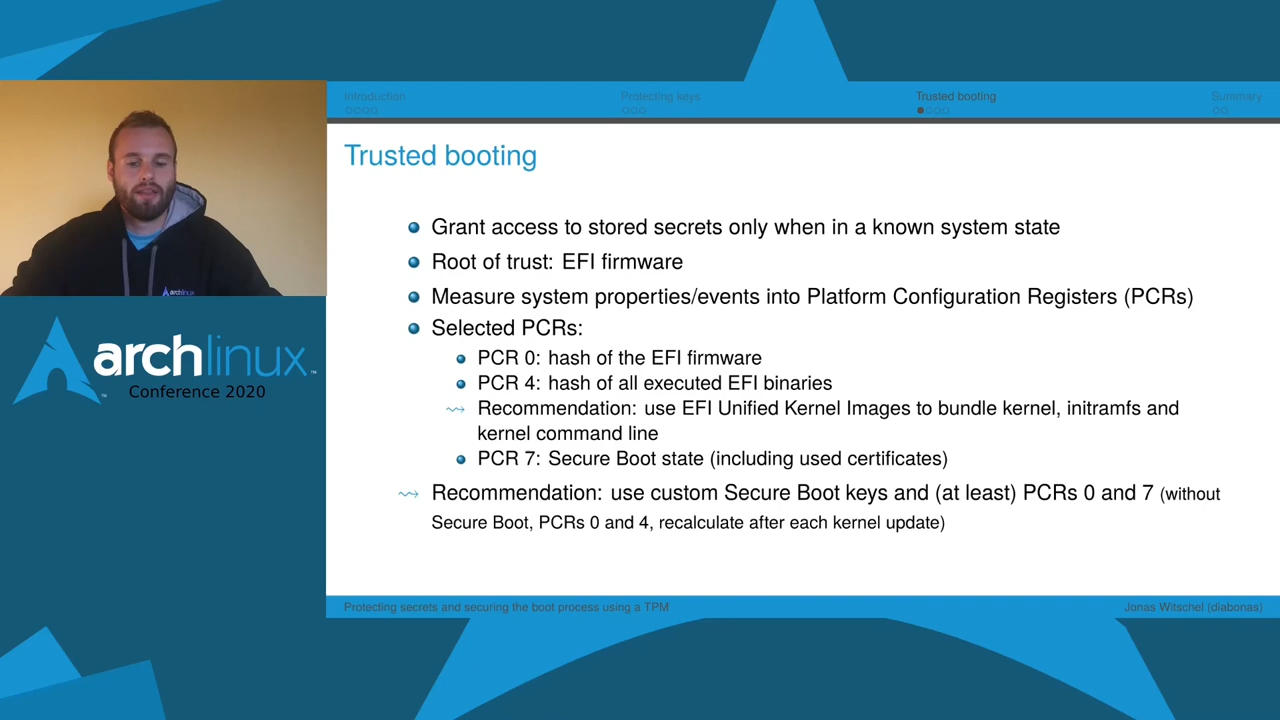 Introduction
Protecting keys
Trusted booting
Summary
Trusted booting
Grant access to stored secrets only when in a known system state
Root of trust: EFI firmware
Measure system properties/events into Platform Configuration Registers (PCRs)
Selected PCRs:
PCR 0: hash of the EFI firmware
PCR 4: hash of all executed EFI binaries
Recommendation: use EFI Unified Kernel Images to bundle kernel, initramfs and
kernel command line
PCR 7: Secure Boot state (including used certificates)
Recommendation: use custom Secure Boot keys and (at least) PCRs 0 and 7 (without
Secure Boot, PCRs 0 and 4, recalculate after each kernel update)
Protecting secrets and securing the boot process using a TPM
Jonas Witschel (diabonas)
archlinux
archlinux™
Conference 2020